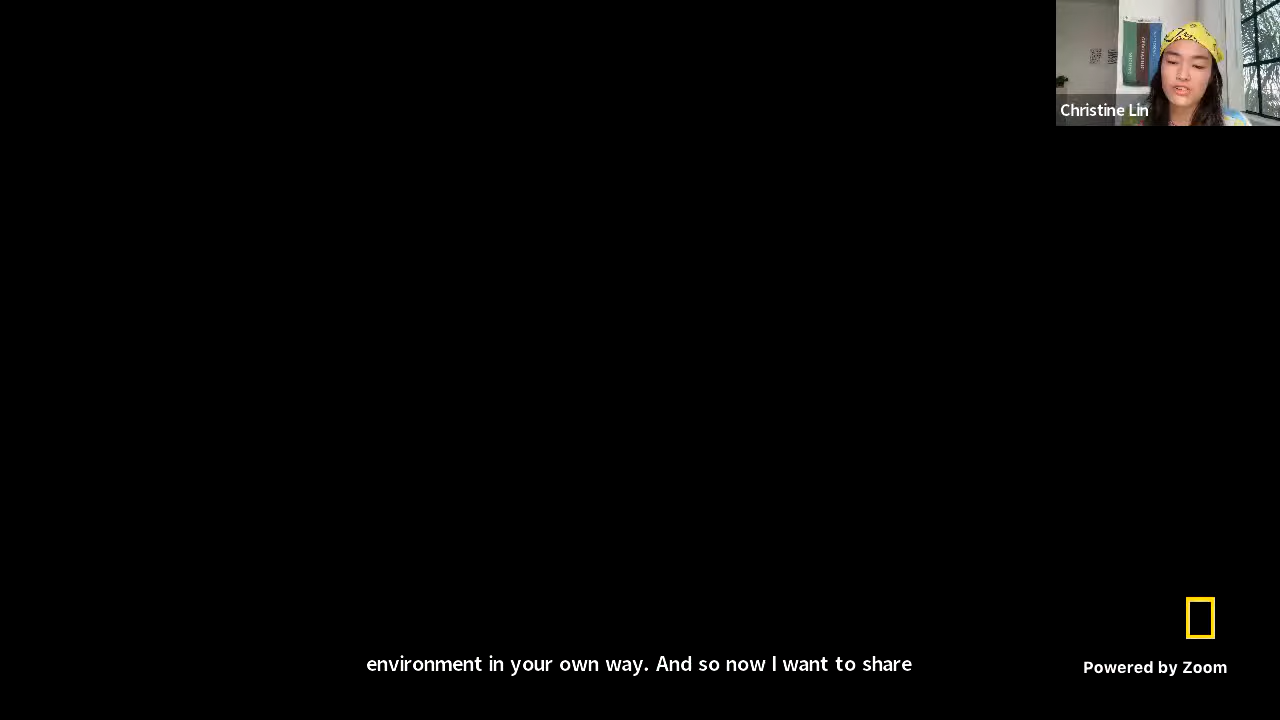 Christine Lin
environment in your own way. And so now I want to share
Powered by Zoom